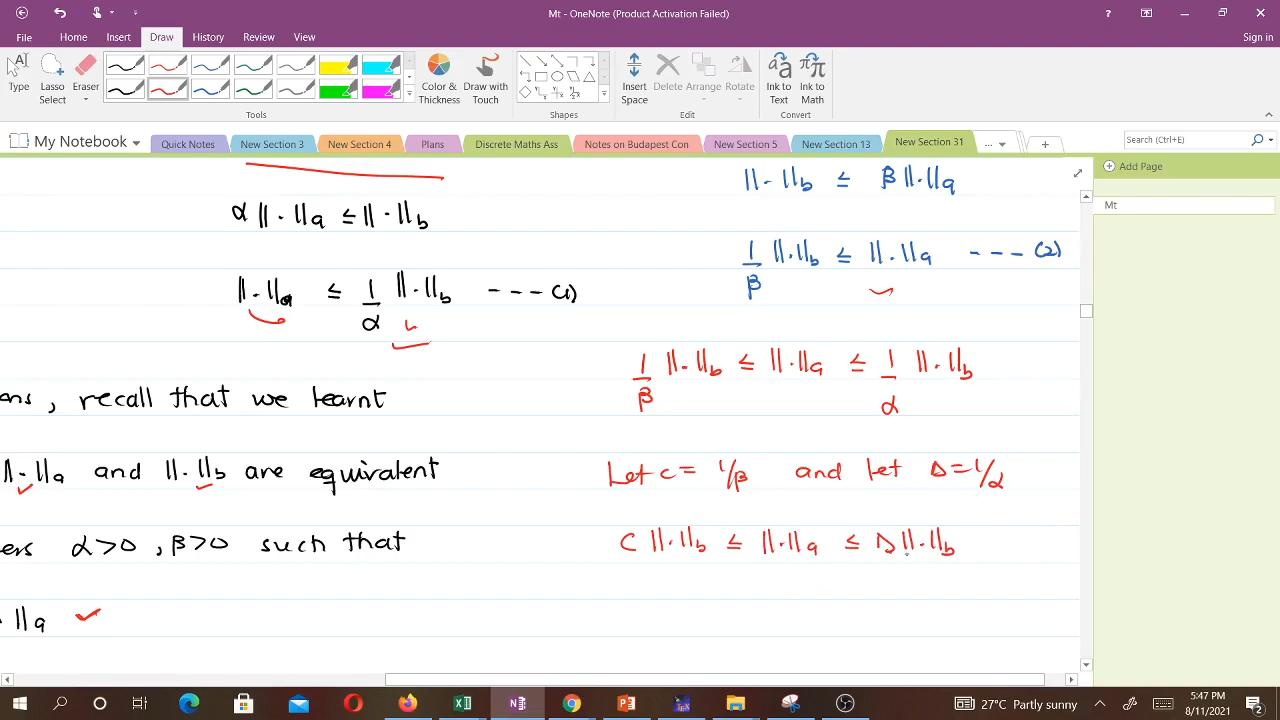 Mt - OneNote (Product Activation Failed)
File Home Insert Draw History Review View
Sign in
Type
Lasso Select
Eraser
Color & Thickness
Draw with Touch
Insert Space
Delete Arrange Rotate
Ink to Text
Ink to Math
Tools Shapes Edit Convert
My Notebook
Quick Notes
New Section 3
New Section 4
Plans
Discrete Maths Ass
Notes on Budapest Con
New Section 5
New Section 13
New Section 31
...
Search (Ctrl+E)
Add Page
Mt
α ||·||a ≤ ||·||b
||·||a ≤ 1/α ||·||b ---- (1)
ens, recall that we learnt
||·||a and ||·||b are equivalent
ers α>0, β>0 such that
· ||a
||·||b ≤ β ||·||a
1/β ||·||b ≤ ||·||a ---- (2)
1/β ||·||b ≤ ||·||a ≤ 1/α ||·||b
Let C = 1/β and let D = 1/α
C ||·||b ≤ ||·||a ≤ D ||·||b
27°C Partly sunny
5:47 PM
8/11/2021